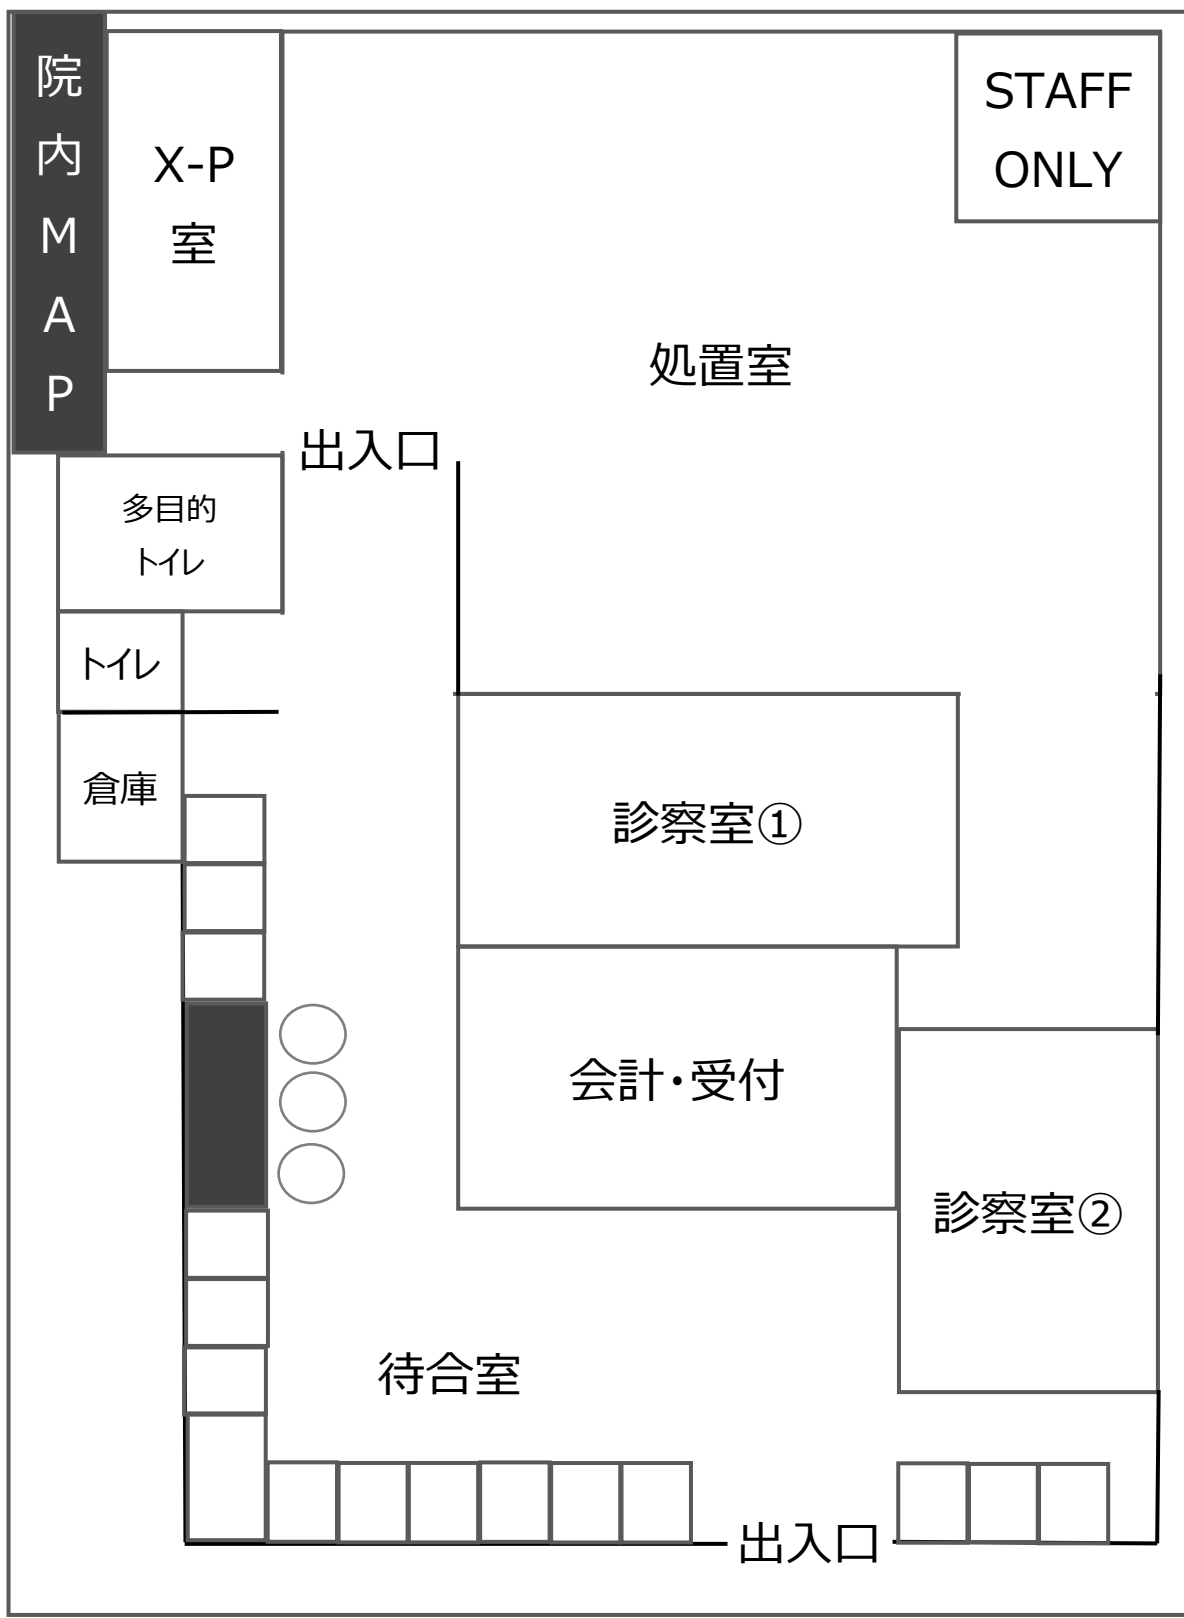 院内MAP
X-P
室
STAFF
ONLY
処置室
出入口
多目的
トイレ
トイレ
倉庫
診察室①
会計・受付
診察室②
待合室
出入口